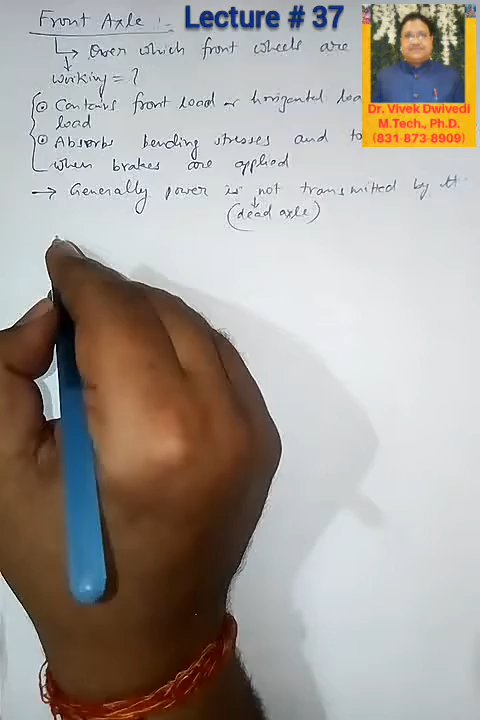 Front Axle :-
Lecture # 37
↳ Over which front wheels are
working = ?
⊙ Contains front load or horizontal loa
load
⊙ Absorbs bending stresses and to
when brakes are applied
→ Generally power is not transmitted by it
(dead axle)
Dr. Vivek Dwivedi
M.Tech., Ph.D.
(831-873-8909)